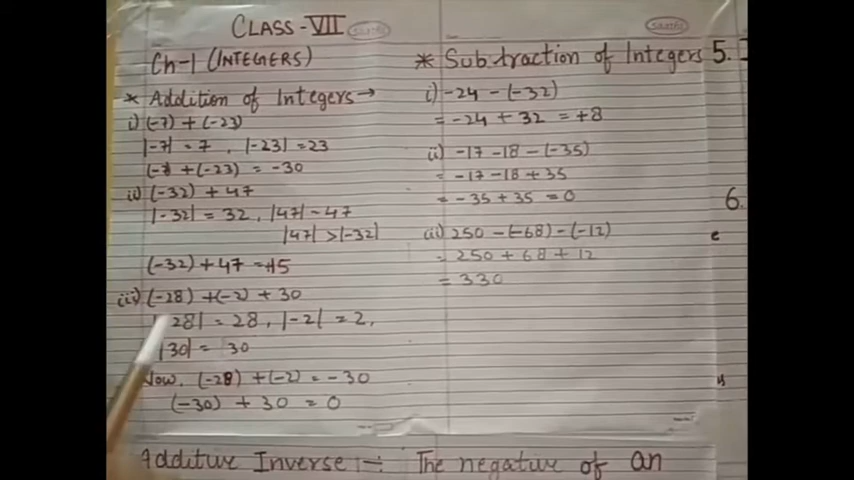 CLASS-VII
Ch-1 (INTEGERS)
* Addition of Integers→
i) (-7) + (-23)
|-7| = 7, |-23| = 23
(-7) + (-23) = -30
ii) (-32) + 47
|-32| = 32, |47| - 47
|47| > |-32|
(-32) + 47 = +15
iii) (-28) + (-2) + 30
28| = 28, |-2| = 2,
|30| = 30
Now, (-28) + (-2) = -30
(-30) + 30 = 0
* Subtraction of Integers
i) -24 - (-32)
= -24 + 32 = +8
ii) -17 -18 - (-35)
= -17 -18 + 35
= -35 + 35 = 0
iii) 250 - (-68) - (-12)
= 250 + 68 + 12
= 330
5.
6.
Additive Inverse :- The negative of an